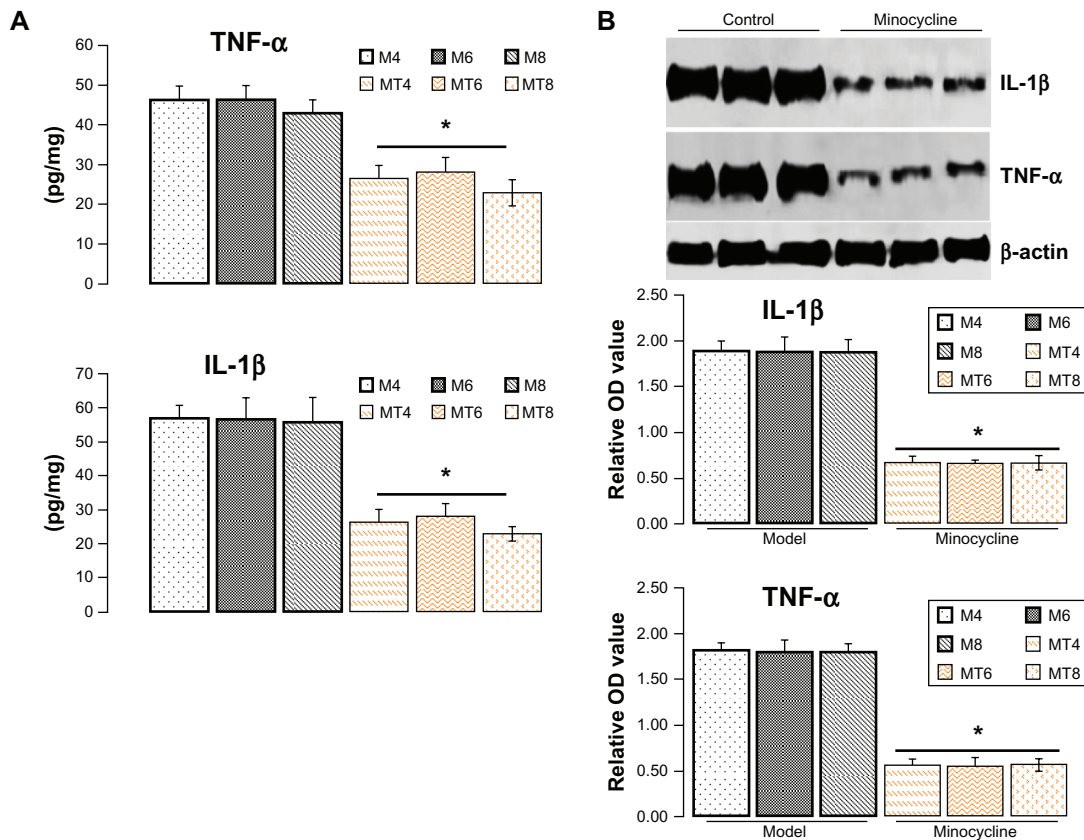 A
TNF-α
60
50
40
30
20
10
0
(pg/mg)
M4 M6 M8
MT4 MT6 MT8
*
IL-1β
70
60
50
40
30
20
10
0
(pg/mg)
M4 M6 M8
MT4 MT6 MT8
*
B
Control Minocycline
IL-1β
TNF-α
β-actin
IL-1β
2.50
2.00
1.50
1.00
0.50
0.00
Relative OD value
M4 M6
M8 MT4
MT6 MT8
*
Model Minocycline
TNF-α
2.50
2.00
1.50
1.00
0.50
0.00
Relative OD value
M4 M6
M8 MT4
MT6 MT8
*
Model Minocycline